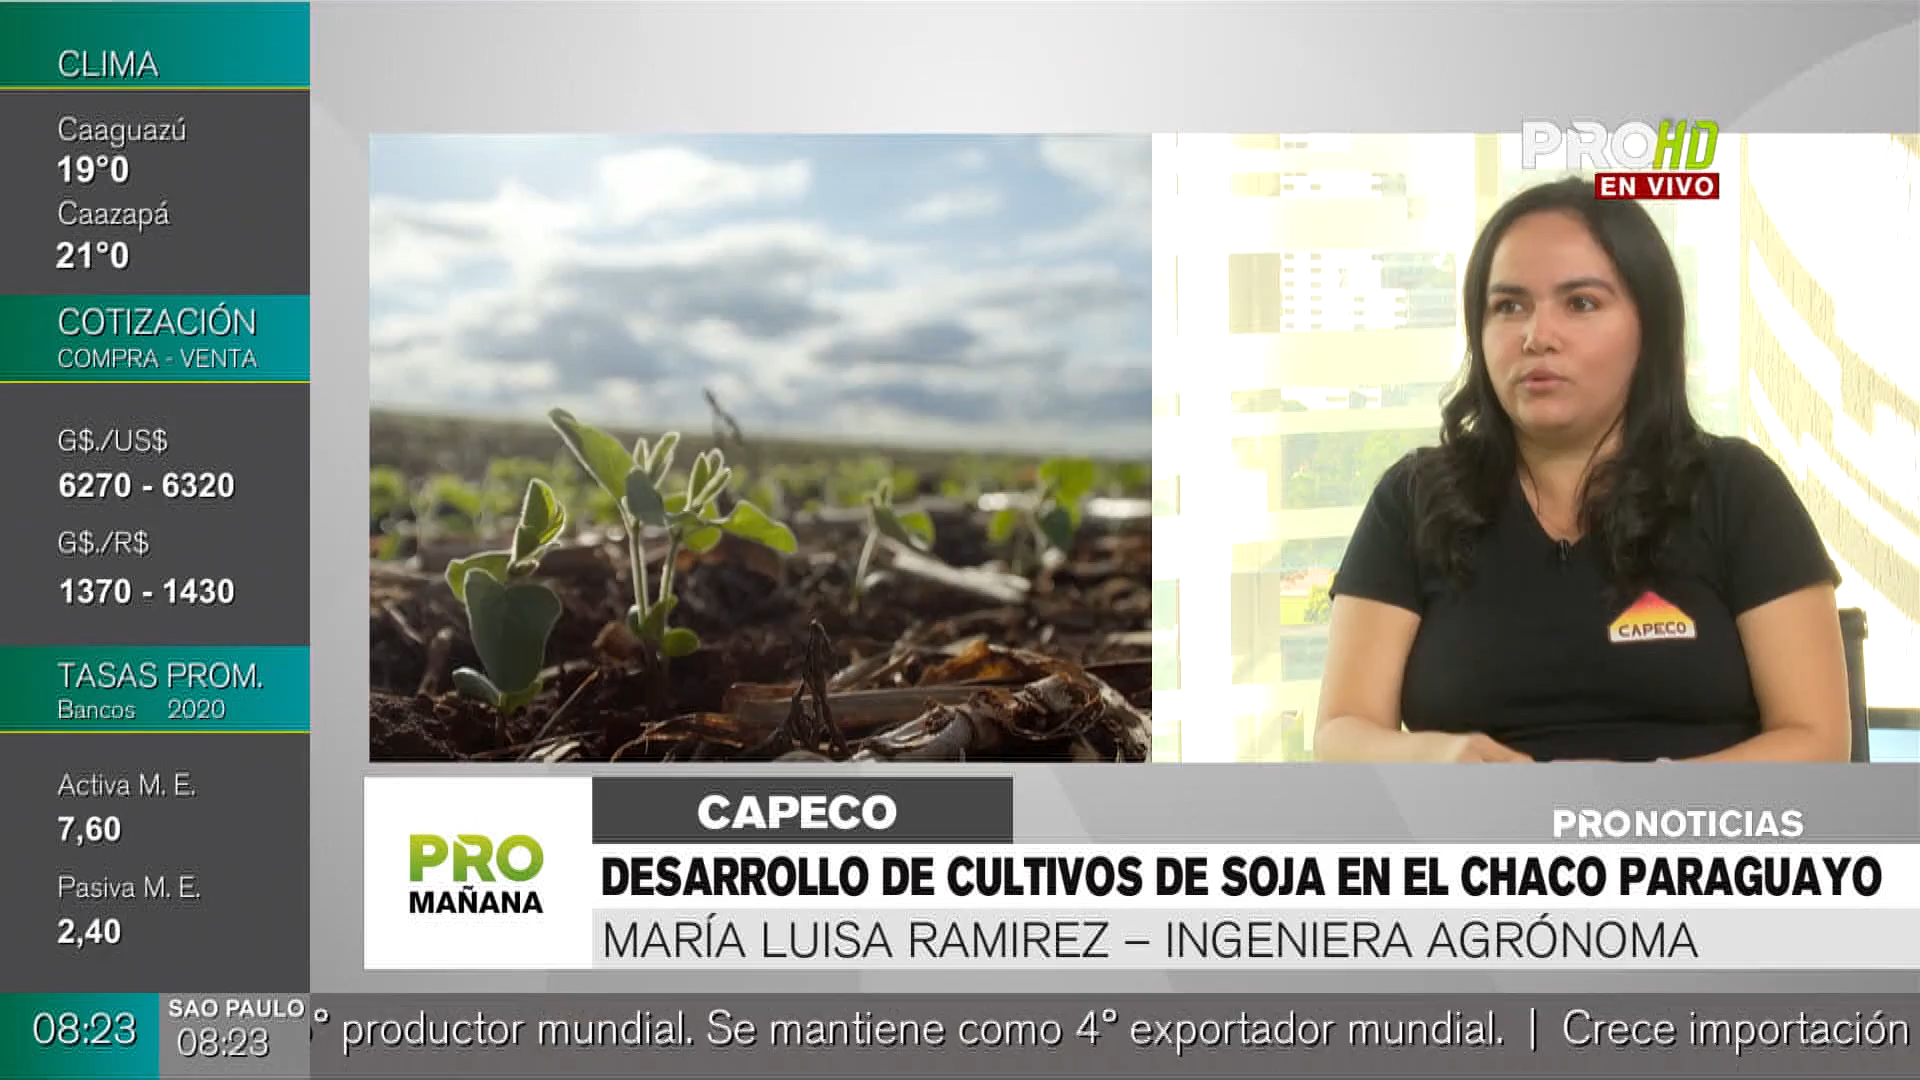 CLIMA
Caaguazú
19°0
Caazapá
21°0
COTIZACIÓN
COMPRA - VENTA
G$./US$
6270 - 6320
G$./R$
1370 - 1430
TASAS PROM.
Bancos 2020
Activa M. E.
7,60
Pasiva M. E.
2,40
PROHD
EN VIVO
CAPECO
CAPECO
PRONOTICIAS
PRO
MAÑANA
DESARROLLO DE CULTIVOS DE SOJA EN EL CHACO PARAGUAYO
MARÍA LUISA RAMIREZ – INGENIERA AGRÓNOMA
08:23
SAO PAULO
08:23
° productor mundial. Se mantiene como 4° exportador mundial. | Crece importación